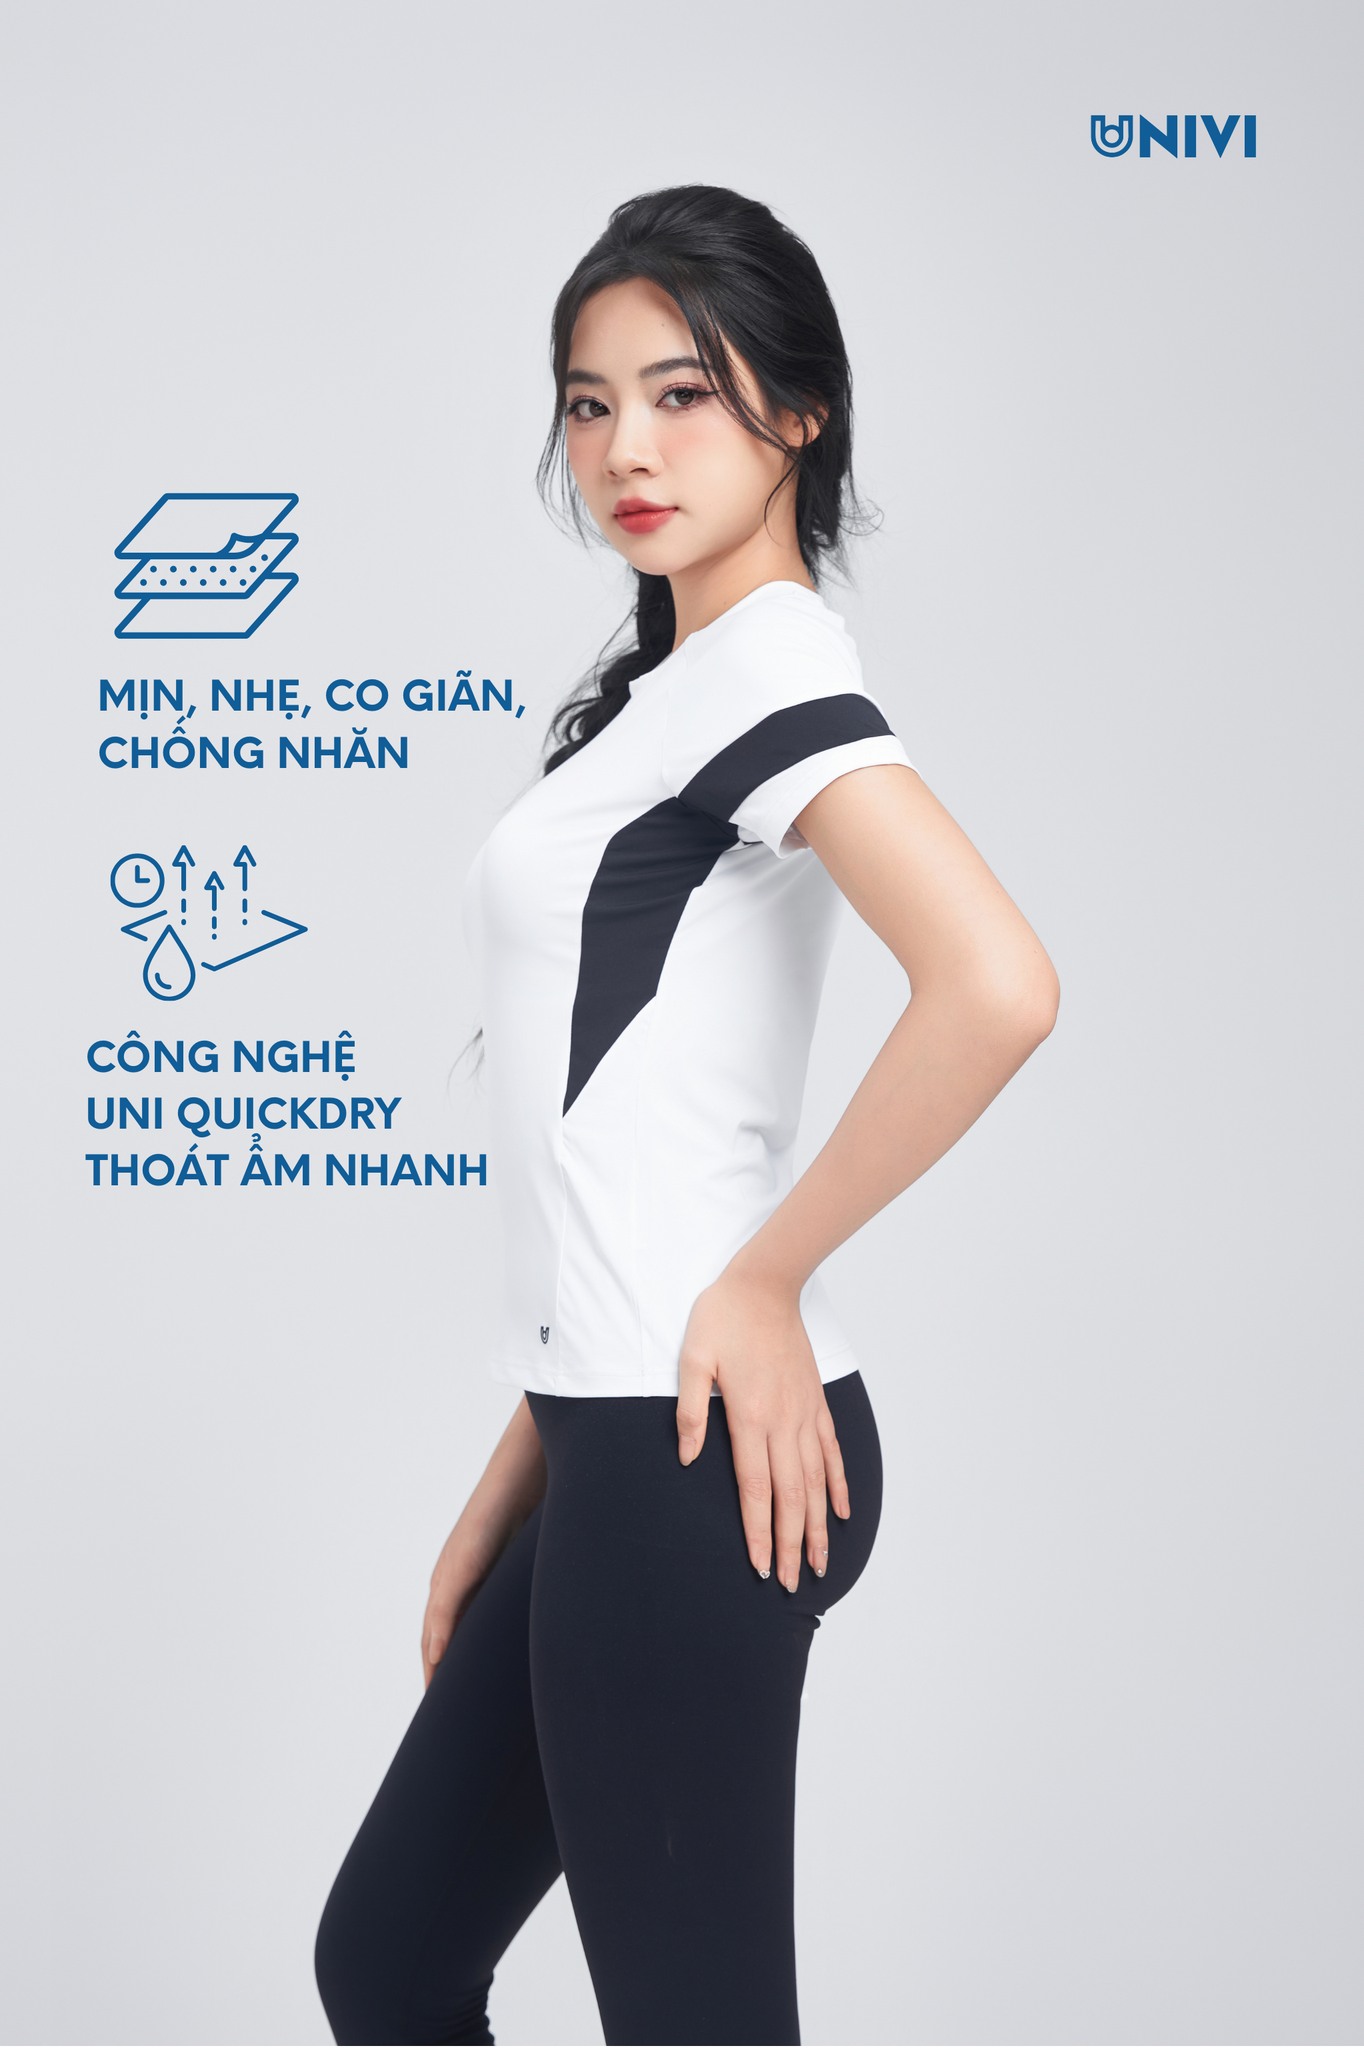 UNIVI
MỊN, NHẸ, CO GIÃN,
CHỐNG NHĂN
CÔNG NGHỆ
UNI QUICKDRY
THOÁT ẨM NHANH